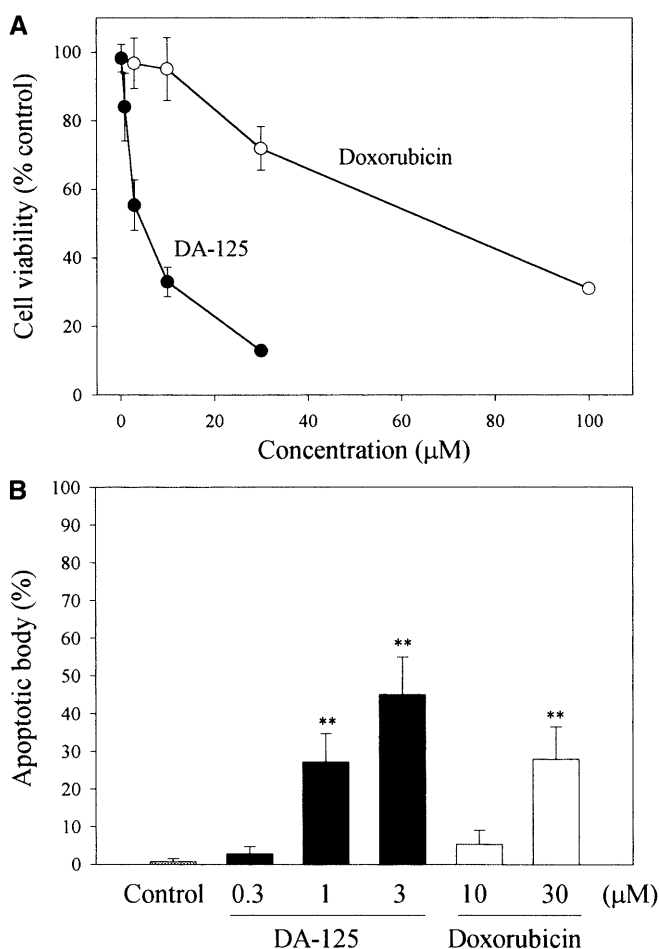 A
Cell viability (% control)
100
80
60
40
20
0
Doxorubicin
DA-125
0 20 40 60 80 100
Concentration (μM)
B
Apoptotic body (%)
100
90
80
70
60
50
40
30
20
10
0
** ** **
Control 0.3 1 3 10 30 (μM)
DA-125 Doxorubicin